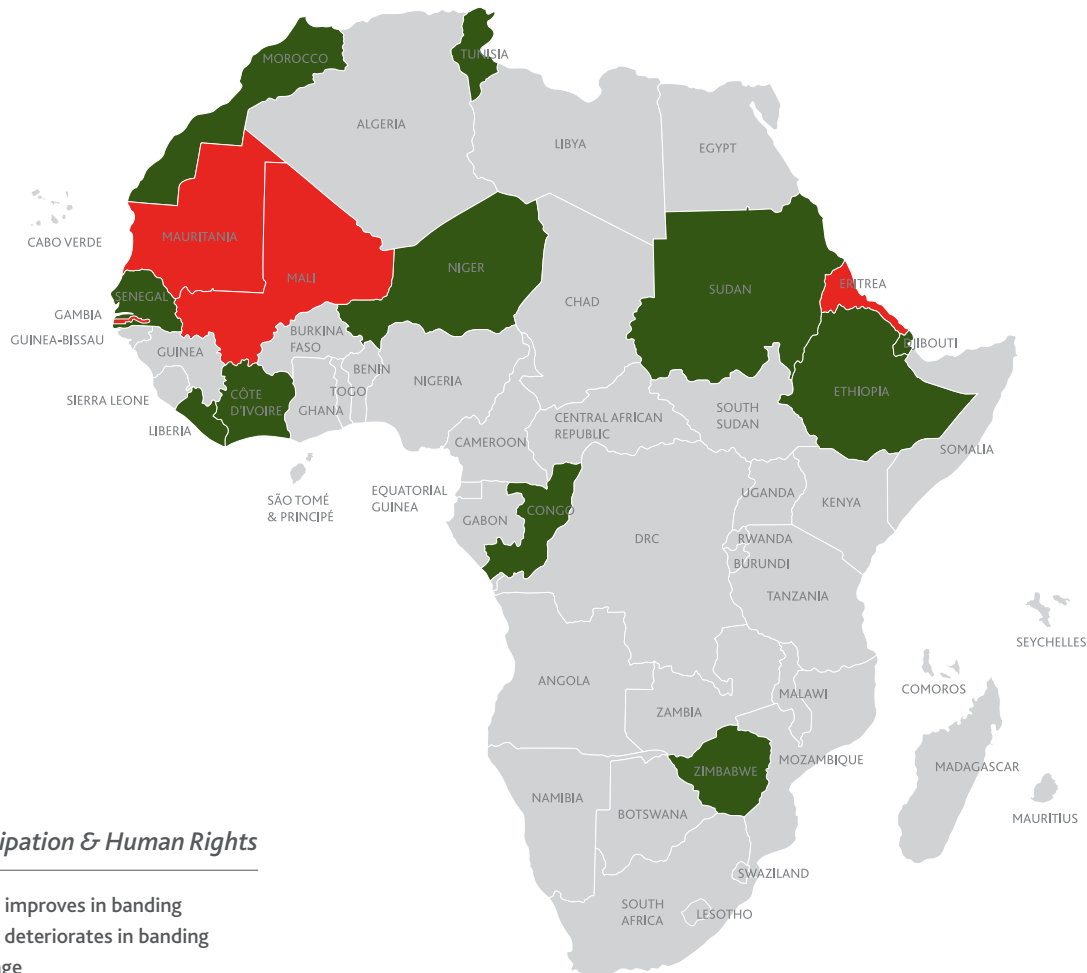 MOROCCO
TUNISIA
ALGERIA
LIBYA
EGYPT
CABO VERDE
MAURITANIA
MALI
NIGER
CHAD
SUDAN
ERITREA
SENEGAL
GAMBIA
GUINEA-BISSAU
GUINEA
BURKINA
FASO
DJIBOUTI
BENIN
NIGERIA
TOGO
GHANA
CÔTE
D'IVOIRE
SIERRA LEONE
LIBERIA
ETHIOPIA
SOUTH
SUDAN
CENTRAL AFRICAN
REPUBLIC
CAMEROON
SOMALIA
SÃO TOMÉ
& PRINCIPÉ
EQUATORIAL
GUINEA
GABON
CONGO
DRC
UGANDA
KENYA
RWANDA
BURUNDI
TANZANIA
SEYCHELLES
COMOROS
ANGOLA
ZAMBIA
MALAWI
MOZAMBIQUE
ZIMBABWE
MADAGASCAR
MAURITIUS
NAMIBIA
BOTSWANA
SWAZILAND
SOUTH
AFRICA
LESOTHO
ipation & Human Rights
improves in banding
deteriorates in banding
nge